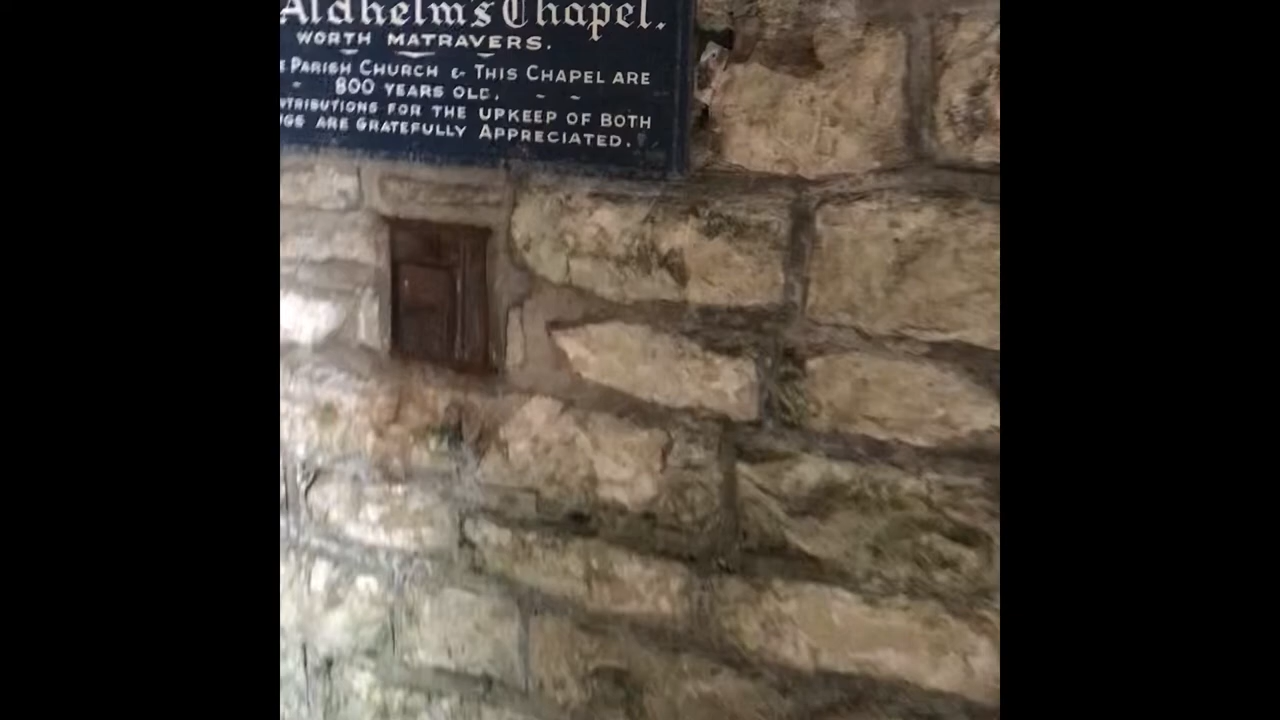 Aldhelm's Chapel.
WORTH MATRAVERS.
PARISH CHURCH & THIS CHAPEL ARE
800 YEARS OLD.
FOR THE UPKEEP OF BOTH
ARE GRATEFULLY APPRECIATED.